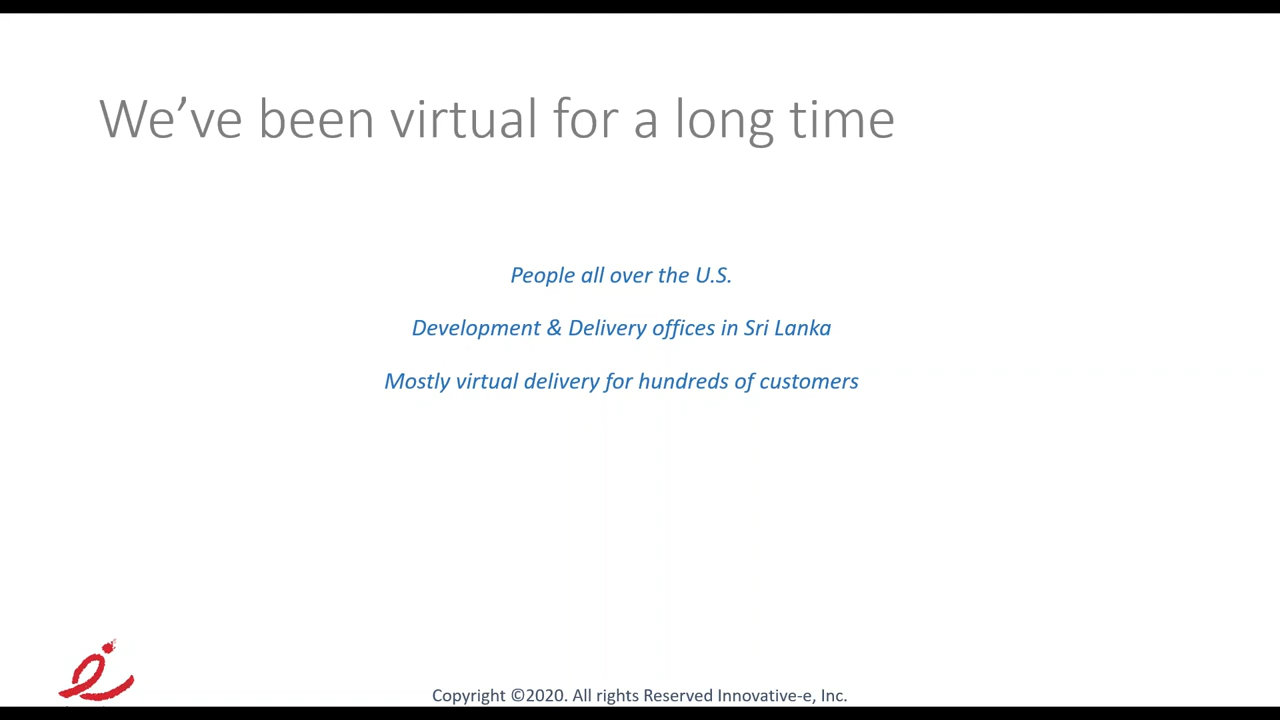 We’ve been virtual for a long time
People all over the U.S.
Development & Delivery offices in Sri Lanka
Mostly virtual delivery for hundreds of customers
Copyright ©2020. All rights Reserved Innovative-e, Inc.